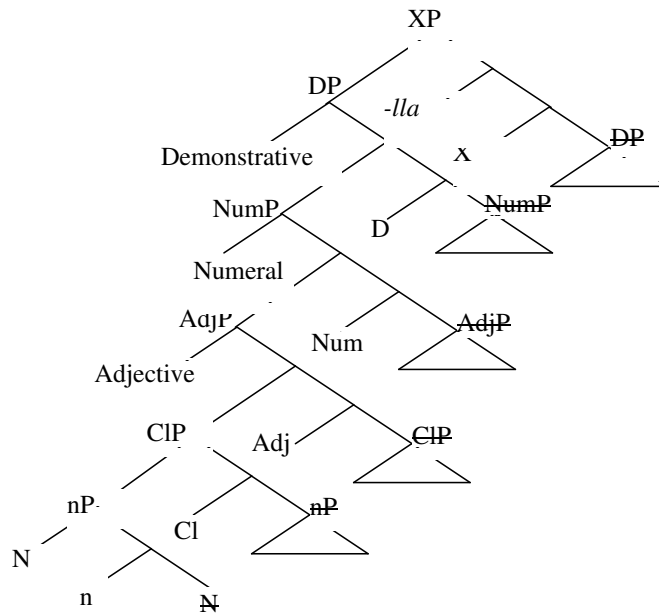 XP
DP
-lla
DP
Demonstrative
X
NumP
NumP
D
Numeral
AdjP
AdjP
Num
Adjective
ClP
Adj
ClP
nP
nP
Cl
N
n
N